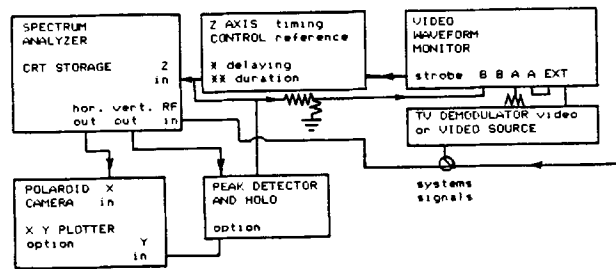 SPECTRUM
ANALYZER
CRT STORAGE Z
in
hor. vert. RF
out out in
Z AXIS timing
CONTROL reference
* delaying
** duration
VIDEO
WAVEFORM
MONITOR
strobe B B A A EXT
TV DEMODULATOR video
or VIDEO SOURCE
systems
signals
POLAROID X
CAMERA in
X Y PLOTTER
option Y
in
PEAK DETECTOR
AND HOLD
option